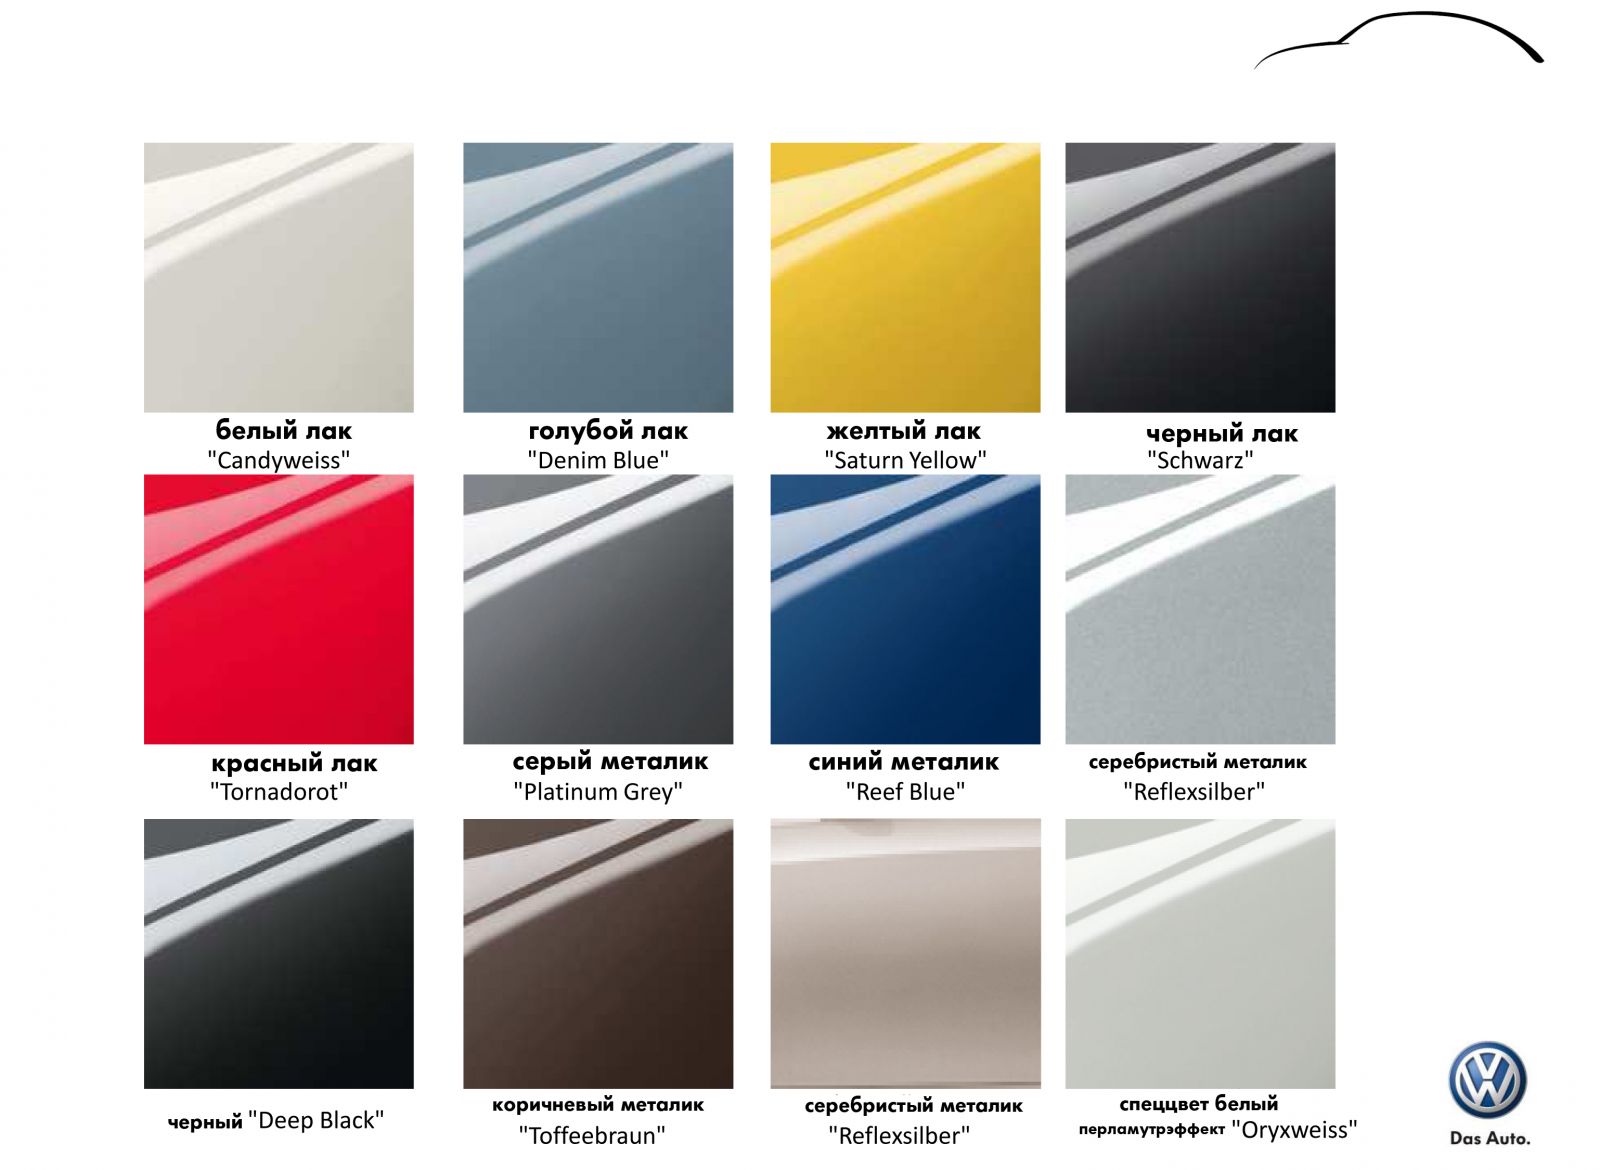 белый лак
"Candyweiss"
голубой лак
"Denim Blue"
желтый лак
"Saturn Yellow"
черный лак
"Schwarz"
красный лак
"Tornadorot"
серый металик
"Platinum Grey"
синий металик
"Reef Blue"
серебристый металик
"Reflexsilber"
черный "Deep Black"
коричневый металик
"Toffeebraun"
серебристый металик
"Reflexsilber"
спеццвет белый
перламутрэффект "Oryxweiss"
Das Auto.